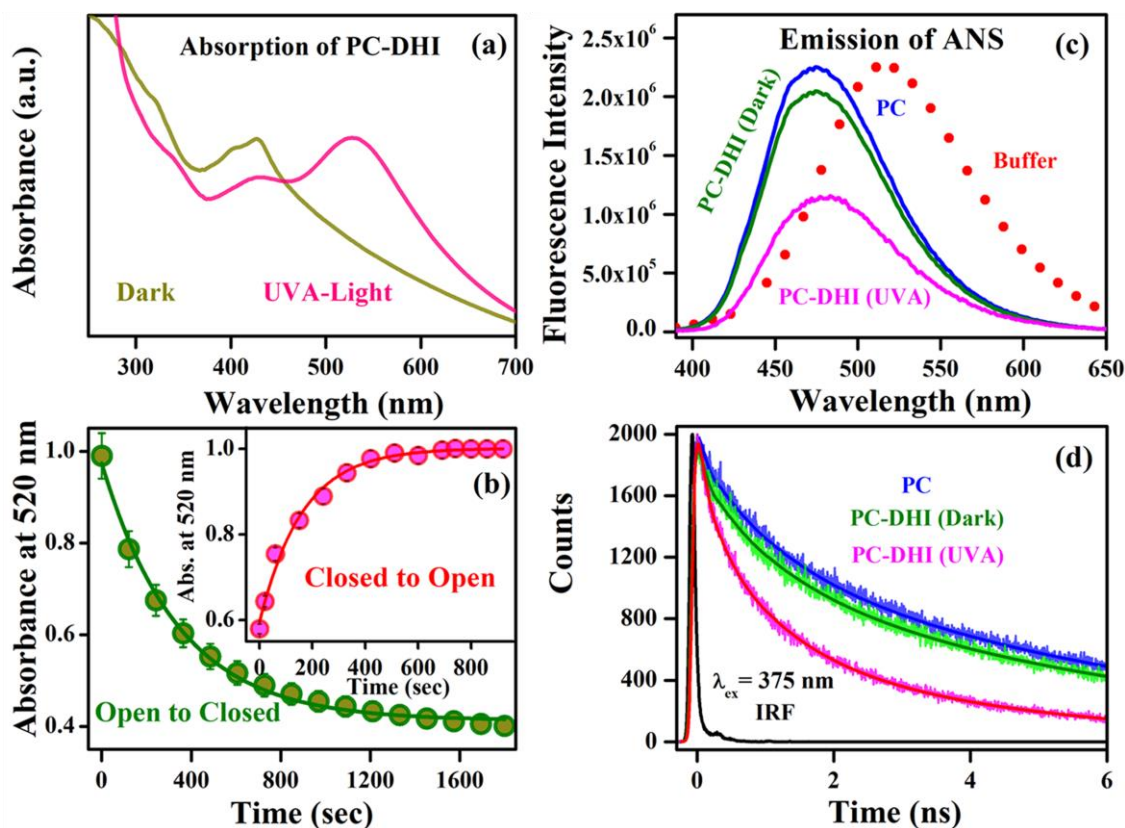 Absorption of PC-DHI (a)
Absorbance (a.u.)
Dark
UVA-Light
300 400 500 600 700
Wavelength (nm)
(c)
Emission of ANS
Fluorescence Intensity
2.5x10⁶
2.0x10⁶
1.5x10⁶
1.0x10⁶
5.0x10⁵
0.0
PC-DHI (Dark)
PC
Buffer
PC-DHI (UVA)
400 450 500 550 600 650
Wavelength (nm)
(b)
Absorbance at 520 nm
1.0
0.8
0.6
0.4
Open to Closed
0 400 800 1200 1600
Time (sec)
Abs. at 520 nm
1.0
0.8
0.6
Closed to Open
0 200 400 600 800
Time (sec)
(d)
Counts
2000
1600
1200
800
400
0
PC
PC-DHI (Dark)
PC-DHI (UVA)
λex = 375 nm
IRF
0 2 4 6
Time (ns)